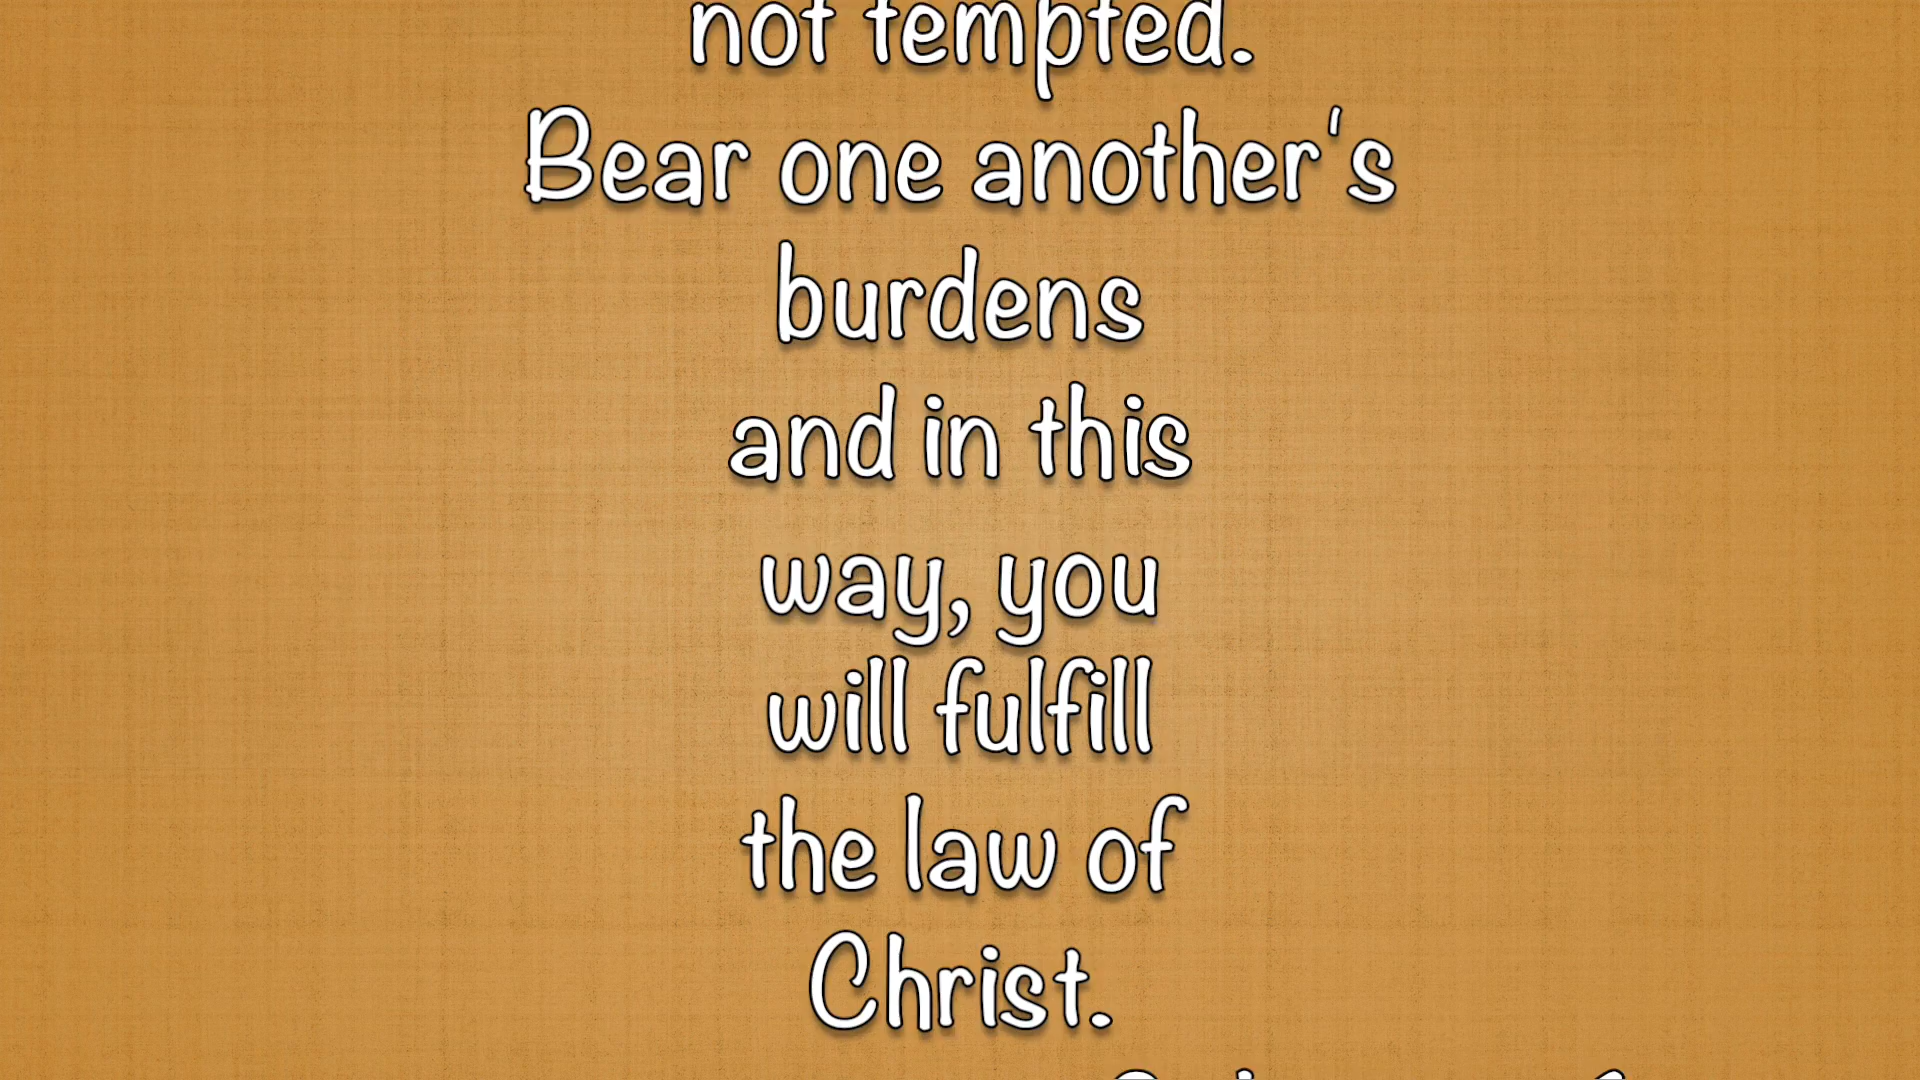 not tempted.
Bear one another's
burdens
and in this
way, you
will fulfill
the law of
Christ.